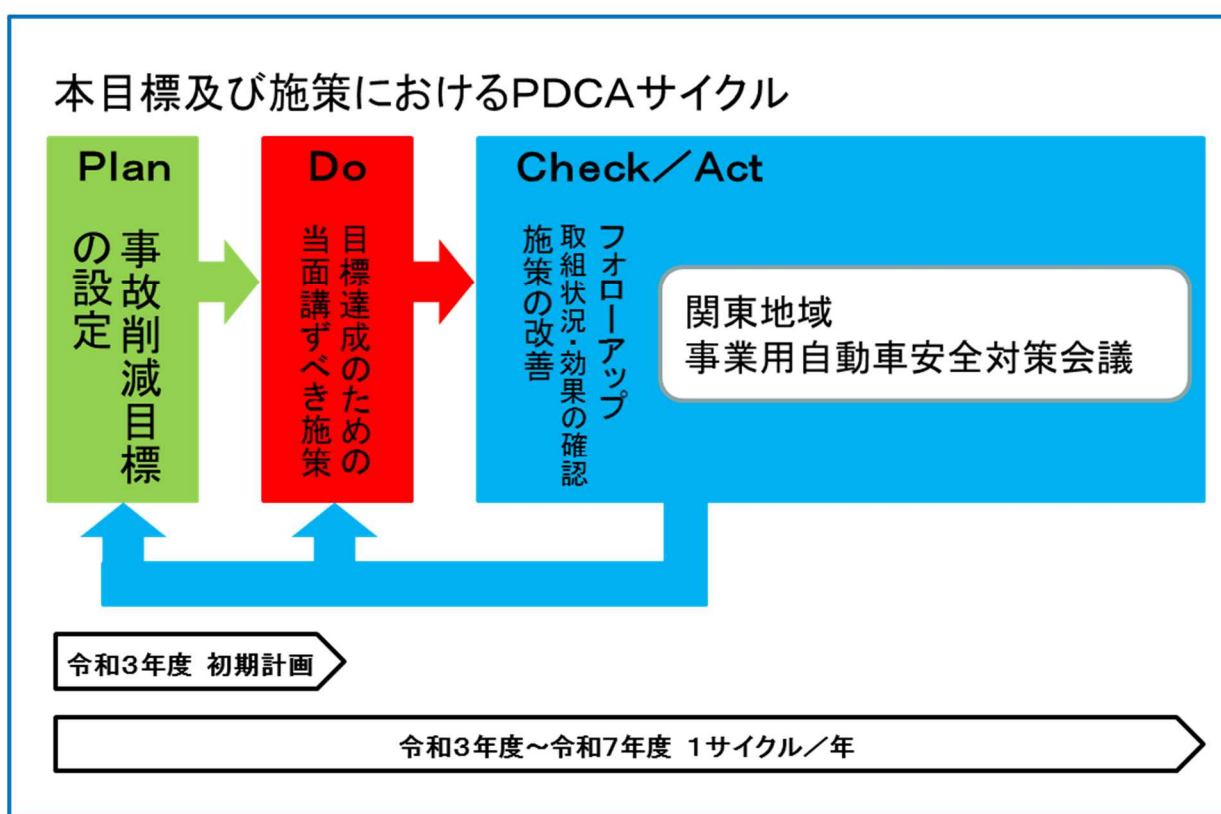 本目標及び施策におけるPDCAサイクル
Plan
事故削減目標
の設定
Do
目標達成のための
当面講ずべき施策
Check／Act
フォローアップ
取組状況・効果の確認
施策の改善
関東地域
事業用自動車安全対策会議
令和３年度 初期計画
令和３年度～令和７年度 １サイクル／年